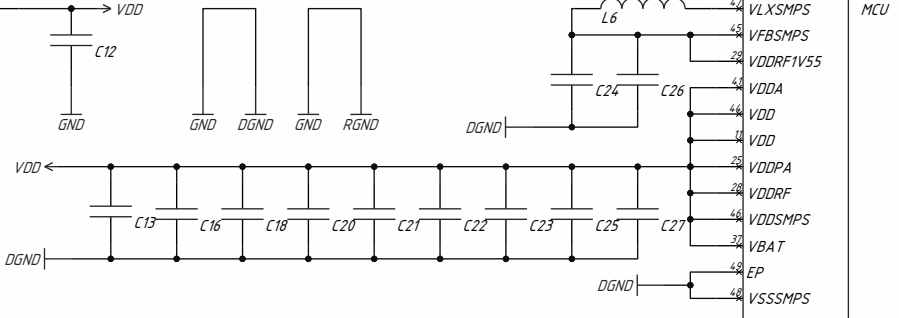 47 VLXSMPS MCU
VDD
L6
45 VFBSMPS
C12
29 VDDRF1V55
41 VDDA
C24 C26
44 VDD
GND GND DGND GND RGND DGND
11 VDD
VDD 25 VDDPA
28 VDDRF
C13 C16 C18 C20 C21 C22 C23 C25 C27
46 VDDSMPS
37 VBAT
DGND
49 EP
DGND
48 VSSSMPS